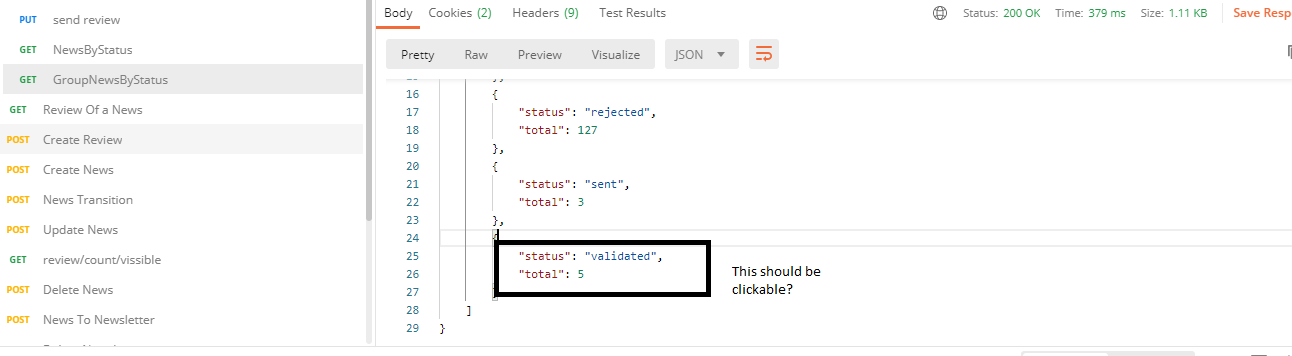 PUT send review
GET NewsByStatus
GET GroupNewsByStatus
GET Review Of a News
POST Create Review
POST Create News
POST News Transition
POST Update News
GET review/count/vissible
POST Delete News
POST News To Newsletter
Body Cookies (2) Headers (9) Test Results
Status: 200 OK Time: 379 ms Size: 1.11 KB Save Resp
Pretty Raw Preview Visualize JSON
16 {
17 "status": "rejected",
18 "total": 127
19 },
20 {
21 "status": "sent",
22 "total": 3
23 },
24 {
25 "status": "validated",
26 "total": 5
27
28 ]
29 }
This should be
clickable?